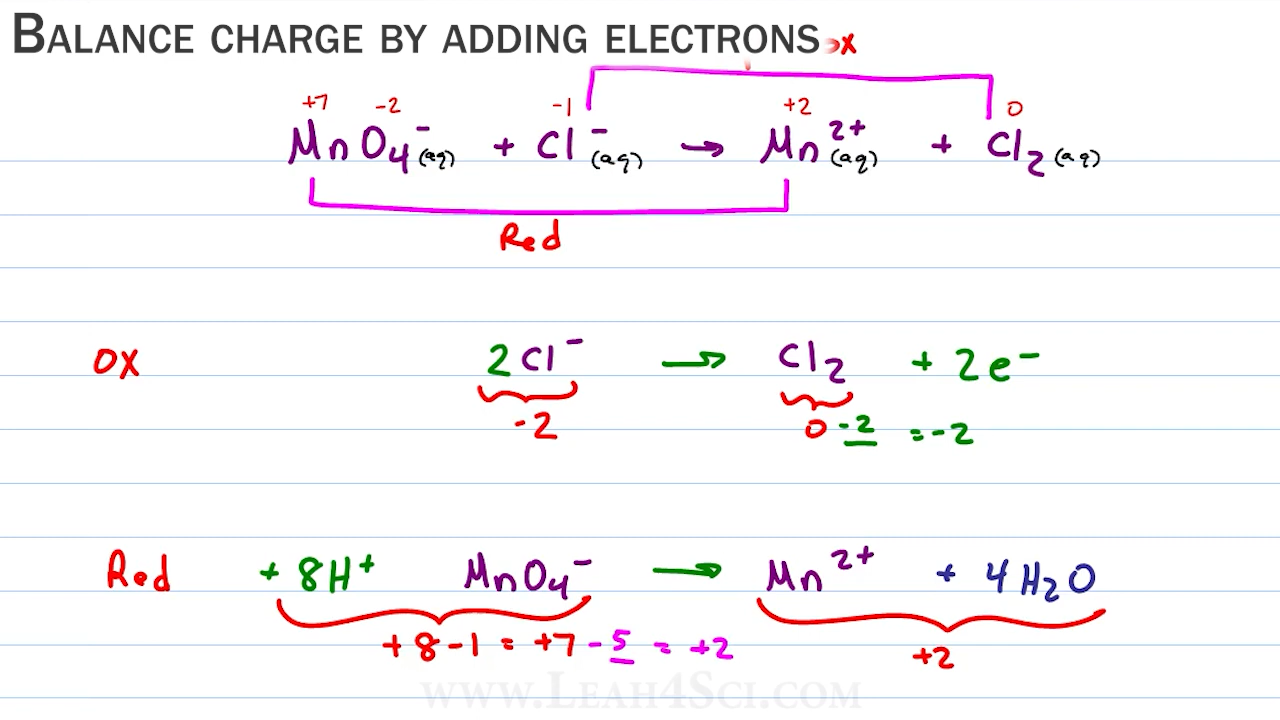 BALANCE CHARGE BY ADDING ELECTRONS ox
+7 -2 -1 +2 0
MnO₄⁻(aq) + Cl⁻(aq) → Mn²⁺(aq) + Cl₂(aq)
Red
OX 2Cl⁻ → Cl₂ + 2e⁻
-2 0 -2 = -2
Red + 8H⁺ MnO₄⁻ → Mn²⁺ + 4H₂O
+8 -1 = +7 -5 = +2 +2
www.Leah4Sci.com